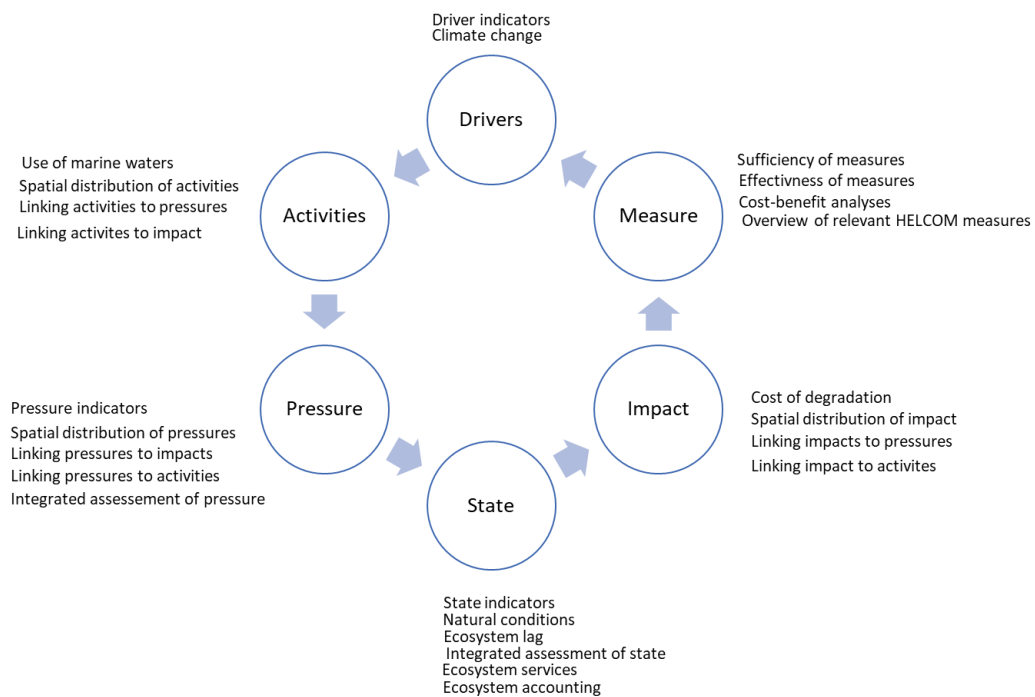 Driver indicators
Climate change
Drivers
Use of marine waters
Spatial distribution of activities
Linking activities to pressures
Linking activites to impact
Activities
Measure
Sufficiency of measures
Effectivness of measures
Cost-benefit analyses
Overview of relevant HELCOM measures
Pressure indicators
Spatial distribution of pressures
Linking pressures to impacts
Linking pressures to activities
Integrated assessement of pressure
Pressure
Impact
Cost of degradation
Spatial distribution of impact
Linking impacts to pressures
Linking impact to activites
State
State indicators
Natural conditions
Ecosystem lag
Integrated assessment of state
Ecosystem services
Ecosystem accounting